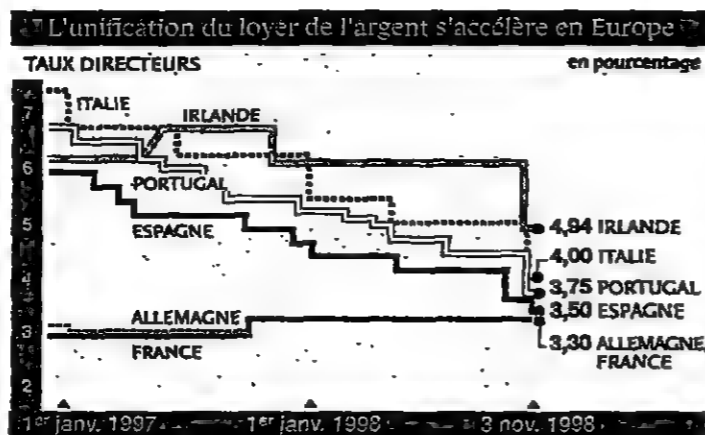 L'unification du loyer de l'argent s'accélère en Europe
TAUX DIRECTEURS
en pourcentage
7
ITALIE
IRLANDE
6
PORTUGAL
5
ESPAGNE
4,94 IRLANDE
4,00 ITALIE
4
3,75 PORTUGAL
3,50 ESPAGNE
3
ALLEMAGNE
FRANCE
3,30 ALLEMAGNE,
FRANCE
2
1er janv. 1997
1er janv. 1998
3 nov. 1998